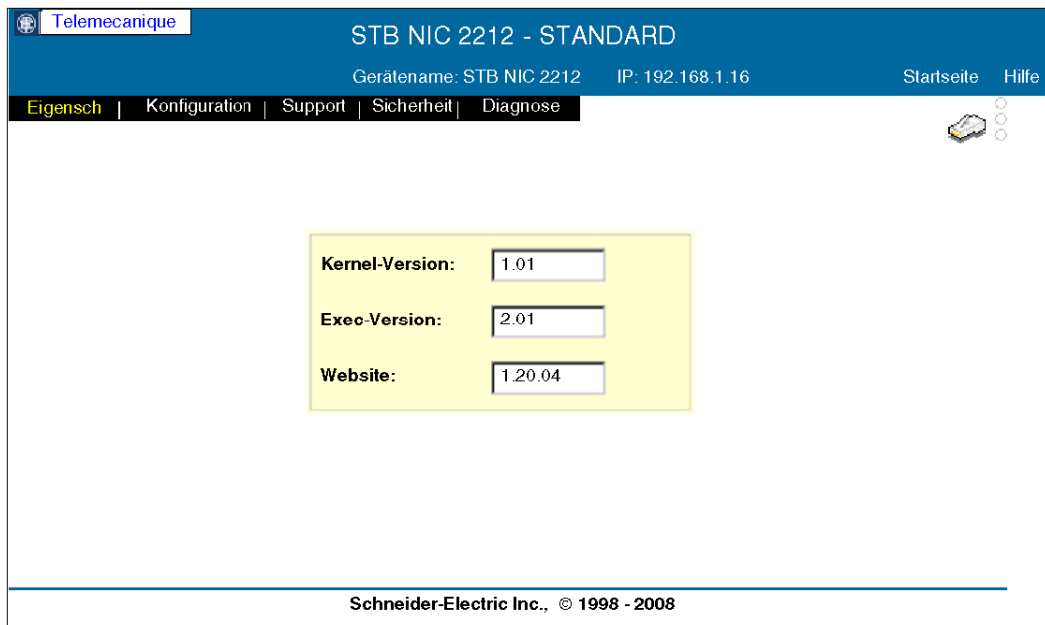 Telemecanique
STB NIC 2212 - STANDARD
Gerätename: STB NIC 2212 IP: 192.168.1.16 Startseite Hilfe
Eigensch | Konfiguration | Support | Sicherheit | Diagnose
Kernel-Version: 1.01
Exec-Version: 2.01
Website: 1.20.04
Schneider-Electric Inc., © 1998 - 2008